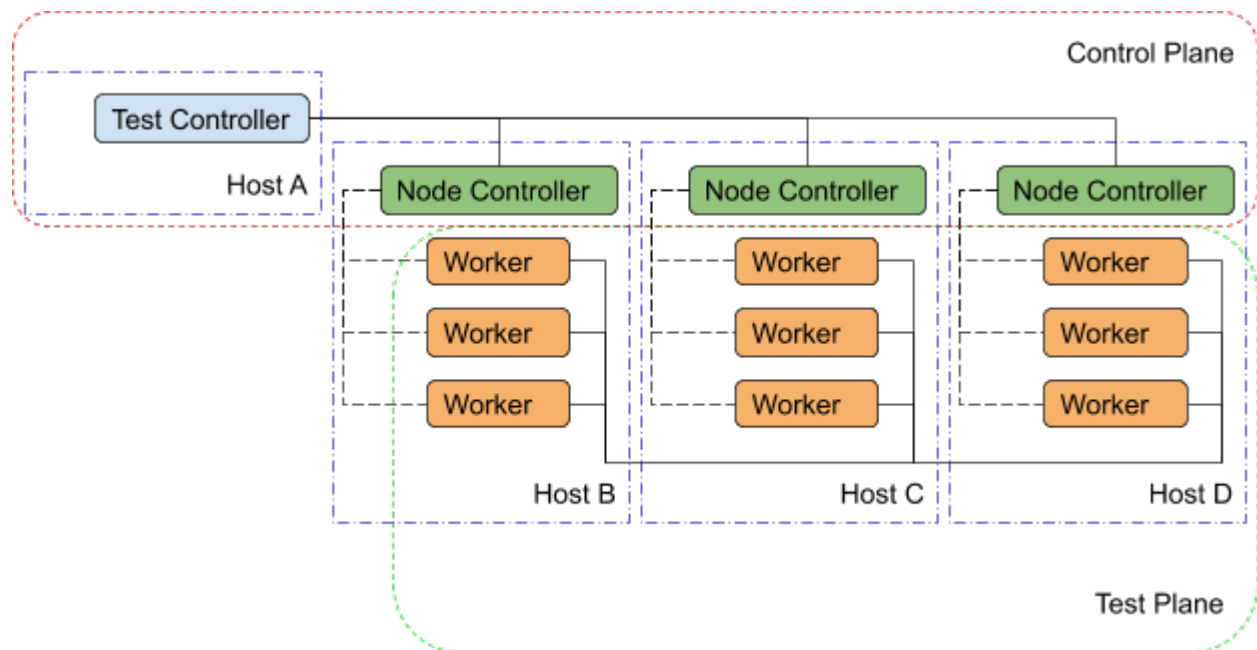 Control Plane
Test Controller
Host A
Node Controller
Node Controller
Node Controller
Worker
Worker
Worker
Worker
Worker
Worker
Worker
Worker
Worker
Host B
Host C
Host D
Test Plane